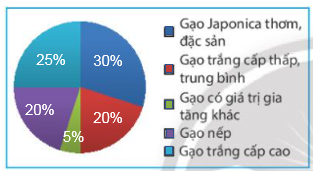 30%
20%
5%
20%
25%
Gạo Japonica thơm,
đặc sản
Gạo trắng cấp thấp,
trung bình
Gạo có giá trị gia
tăng khác
Gạo nếp
Gạo trắng cấp cao